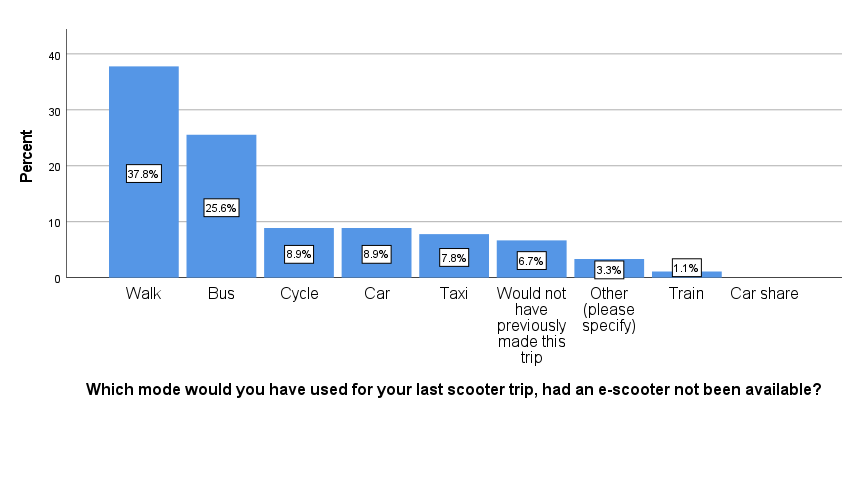 40
30
20
10
0
Percent
37.8%
25.6%
8.9%
8.9%
7.8%
6.7%
3.3%
1.1%
Walk
Bus
Cycle
Car
Taxi
Would not
have
previously
made this
trip
Other
(please
specify)
Train
Car share
Which mode would you have used for your last scooter trip, had an e-scooter not been available?